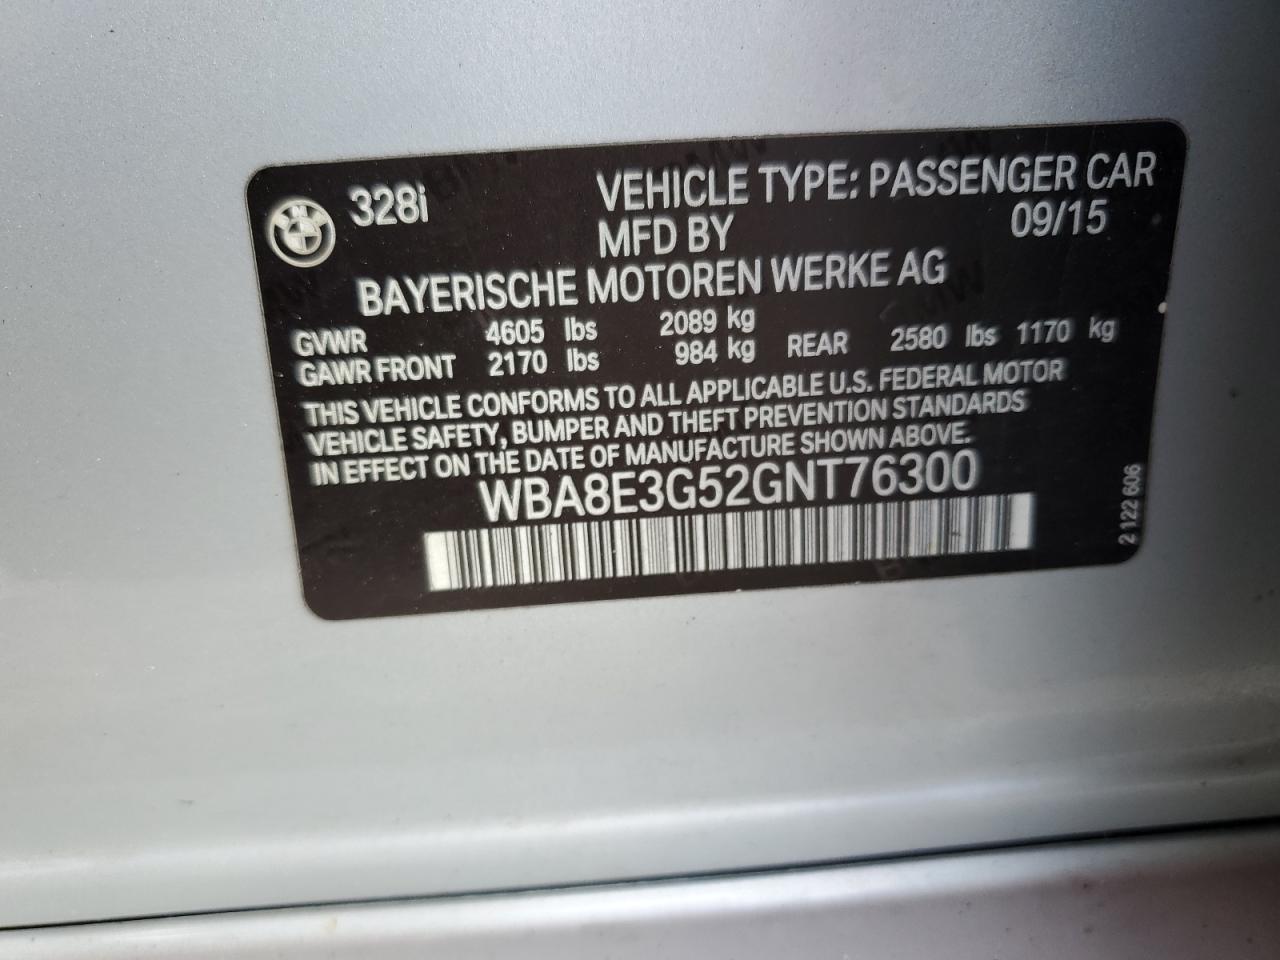 328i VEHICLE TYPE: PASSENGER CAR
MFD BY 09/15
BAYERISCHE MOTOREN WERKE AG
GVWR 4605 lbs 2089 kg
GAWR FRONT 2170 lbs 984 kg REAR 2580 lbs 1170 kg
THIS VEHICLE CONFORMS TO ALL APPLICABLE U.S. FEDERAL MOTOR
VEHICLE SAFETY, BUMPER AND THEFT PREVENTION STANDARDS
IN EFFECT ON THE DATE OF MANUFACTURE SHOWN ABOVE.
WBA8E3G52GNT76300
2 122 606